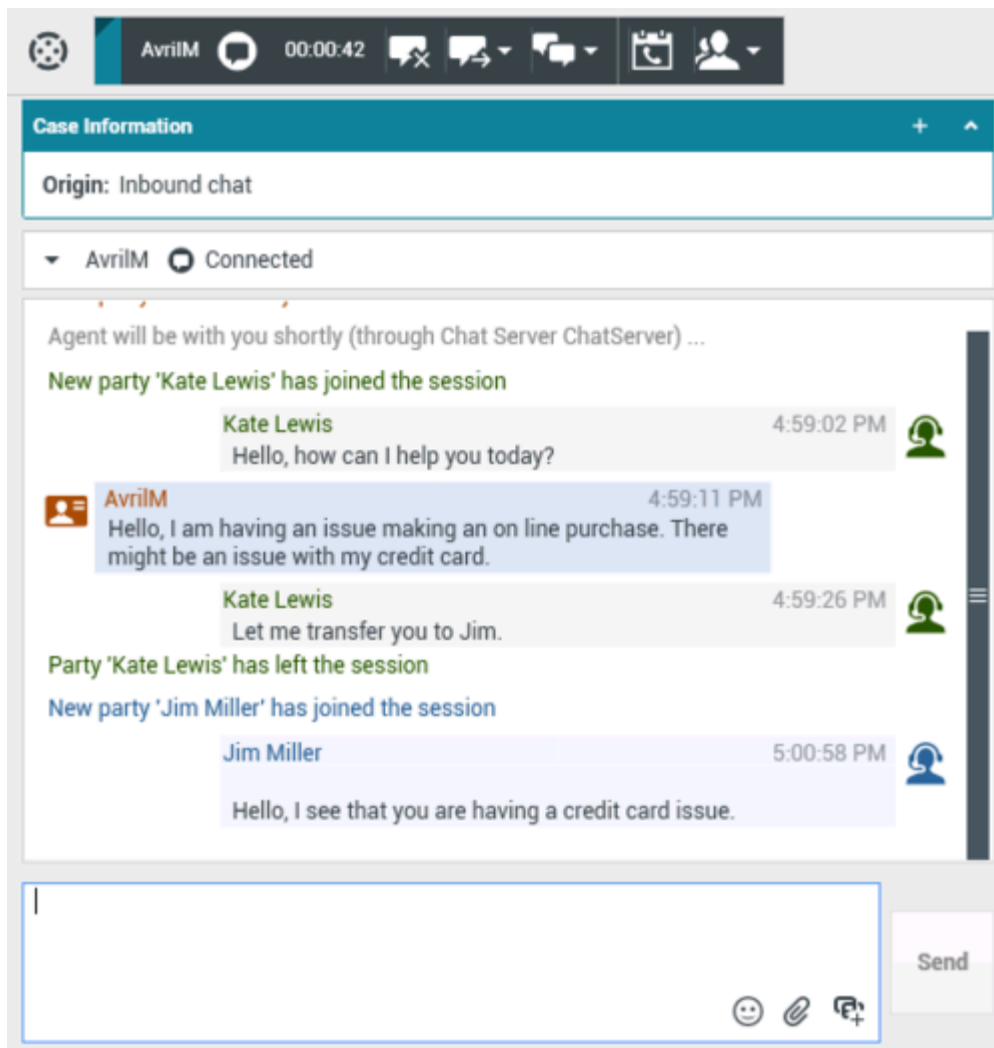 AvrilM 00:00:42
Case Information
Origin: Inbound chat
AvrilM Connected
Agent will be with you shortly (through Chat Server ChatServer) ...
New party 'Kate Lewis' has joined the session
Kate Lewis 4:59:02 PM
Hello, how can I help you today?
AvrilM 4:59:11 PM
Hello, I am having an issue making an on line purchase. There
might be an issue with my credit card.
Kate Lewis 4:59:26 PM
Let me transfer you to Jim.
Party 'Kate Lewis' has left the session
New party 'Jim Miller' has joined the session
Jim Miller 5:00:58 PM
Hello, I see that you are having a credit card issue.
Send